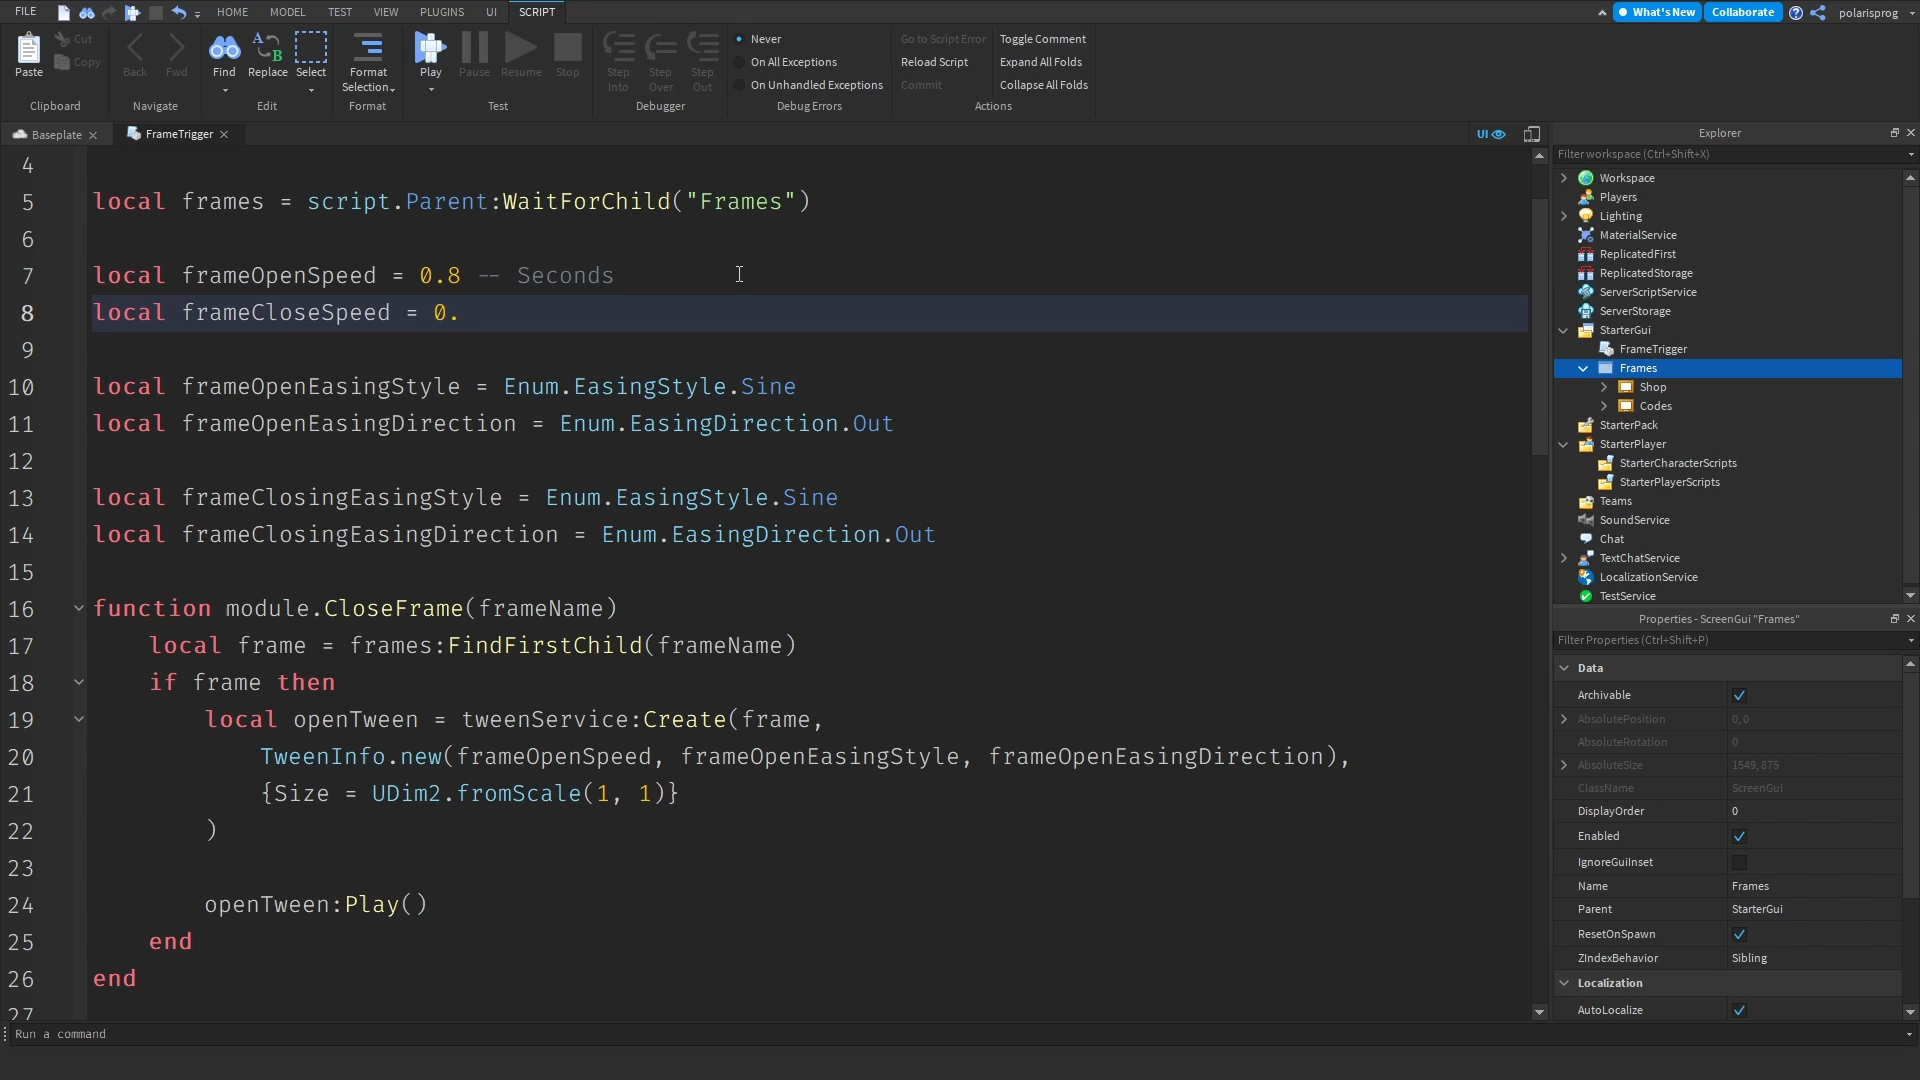 FILE HOME MODEL TEST VIEW PLUGINS UI SCRIPT What's New Collaborate polarisprog
Paste Cut Copy Clipboard
Back Fwd Navigate
Find Replace Select Edit
Format Selection Format
Play Pause Resume Stop Test
Step Into Step Over Step Out Debugger
Never
On All Exceptions
On Unhandled Exceptions
Debug Errors
Go to Script Error Toggle Comment
Reload Script Expand All Folds
Commit Collapse All Folds
Actions
Baseplate FrameTrigger UI
4
5 local frames = script.Parent:WaitForChild("Frames")
6
7 local frameOpenSpeed = 0.8 -- Seconds
8 local frameCloseSpeed = 0.
9
10 local frameOpenEasingStyle = Enum.EasingStyle.Sine
11 local frameOpenEasingDirection = Enum.EasingDirection.Out
12
13 local frameClosingEasingStyle = Enum.EasingStyle.Sine
14 local frameClosingEasingDirection = Enum.EasingDirection.Out
15
16 function module.CloseFrame(frameName)
17 local frame = frames:FindFirstChild(frameName)
18 if frame then
19 local openTween = tweenService:Create(frame,
20 TweenInfo.new(frameOpenSpeed, frameOpenEasingStyle, frameOpenEasingDirection),
21 {Size = UDim2.fromScale(1, 1)}
22 )
23
24 openTween:Play()
25 end
26 end
27
Run a command
Explorer
Filter workspace (Ctrl+Shift+X)
Workspace
Players
Lighting
MaterialService
ReplicatedFirst
ReplicatedStorage
ServerScriptService
ServerStorage
StarterGui
FrameTrigger
Frames
Shop
Codes
StarterPack
StarterPlayer
StarterCharacterScripts
StarterPlayerScripts
Teams
SoundService
Chat
TextChatService
LocalizationService
TestService
Properties - ScreenGui "Frames"
Filter Properties (Ctrl+Shift+P)
Data
Archivable
AbsolutePosition 0, 0
AbsoluteRotation 0
AbsoluteSize 1549, 875
ClassName ScreenGui
DisplayOrder 0
Enabled
IgnoreGuiInset
Name Frames
Parent StarterGui
ResetOnSpawn
ZIndexBehavior Sibling
Localization
AutoLocalize